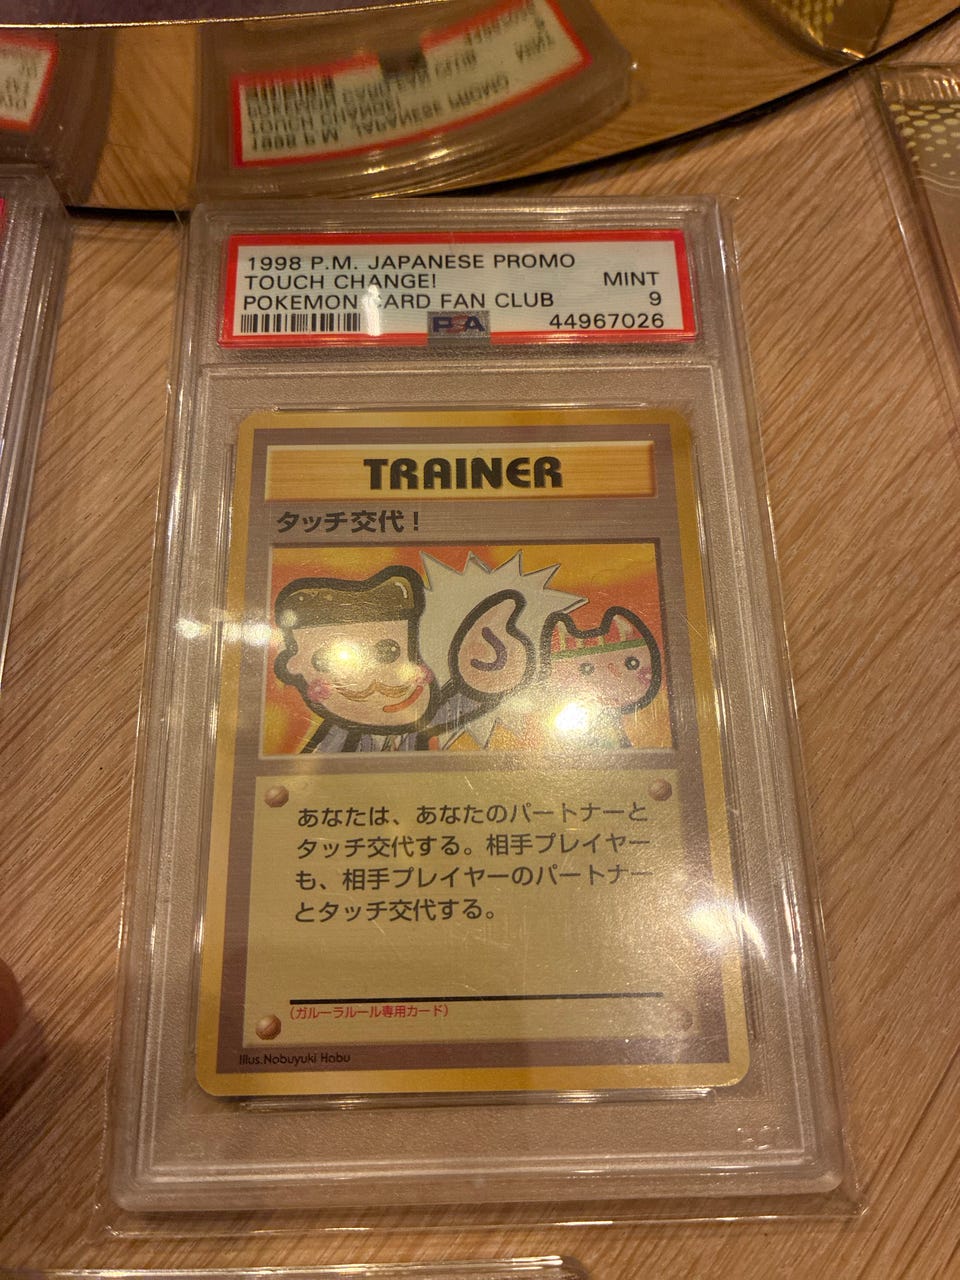 1998 P.M. JAPANESE PROMO
TOUCH CHANGE!
MINT
POKEMON CARD FAN CLUB
9
PSA
44967026
TRAINER
タッチ交代!
あなたは、あなたのパートナーと
タッチ交代する。相手プレイヤー
も、相手プレイヤーのパートナー
とタッチ交代する。
(ガルーラルール専用カード)
Illus.Nobuyuki Habu